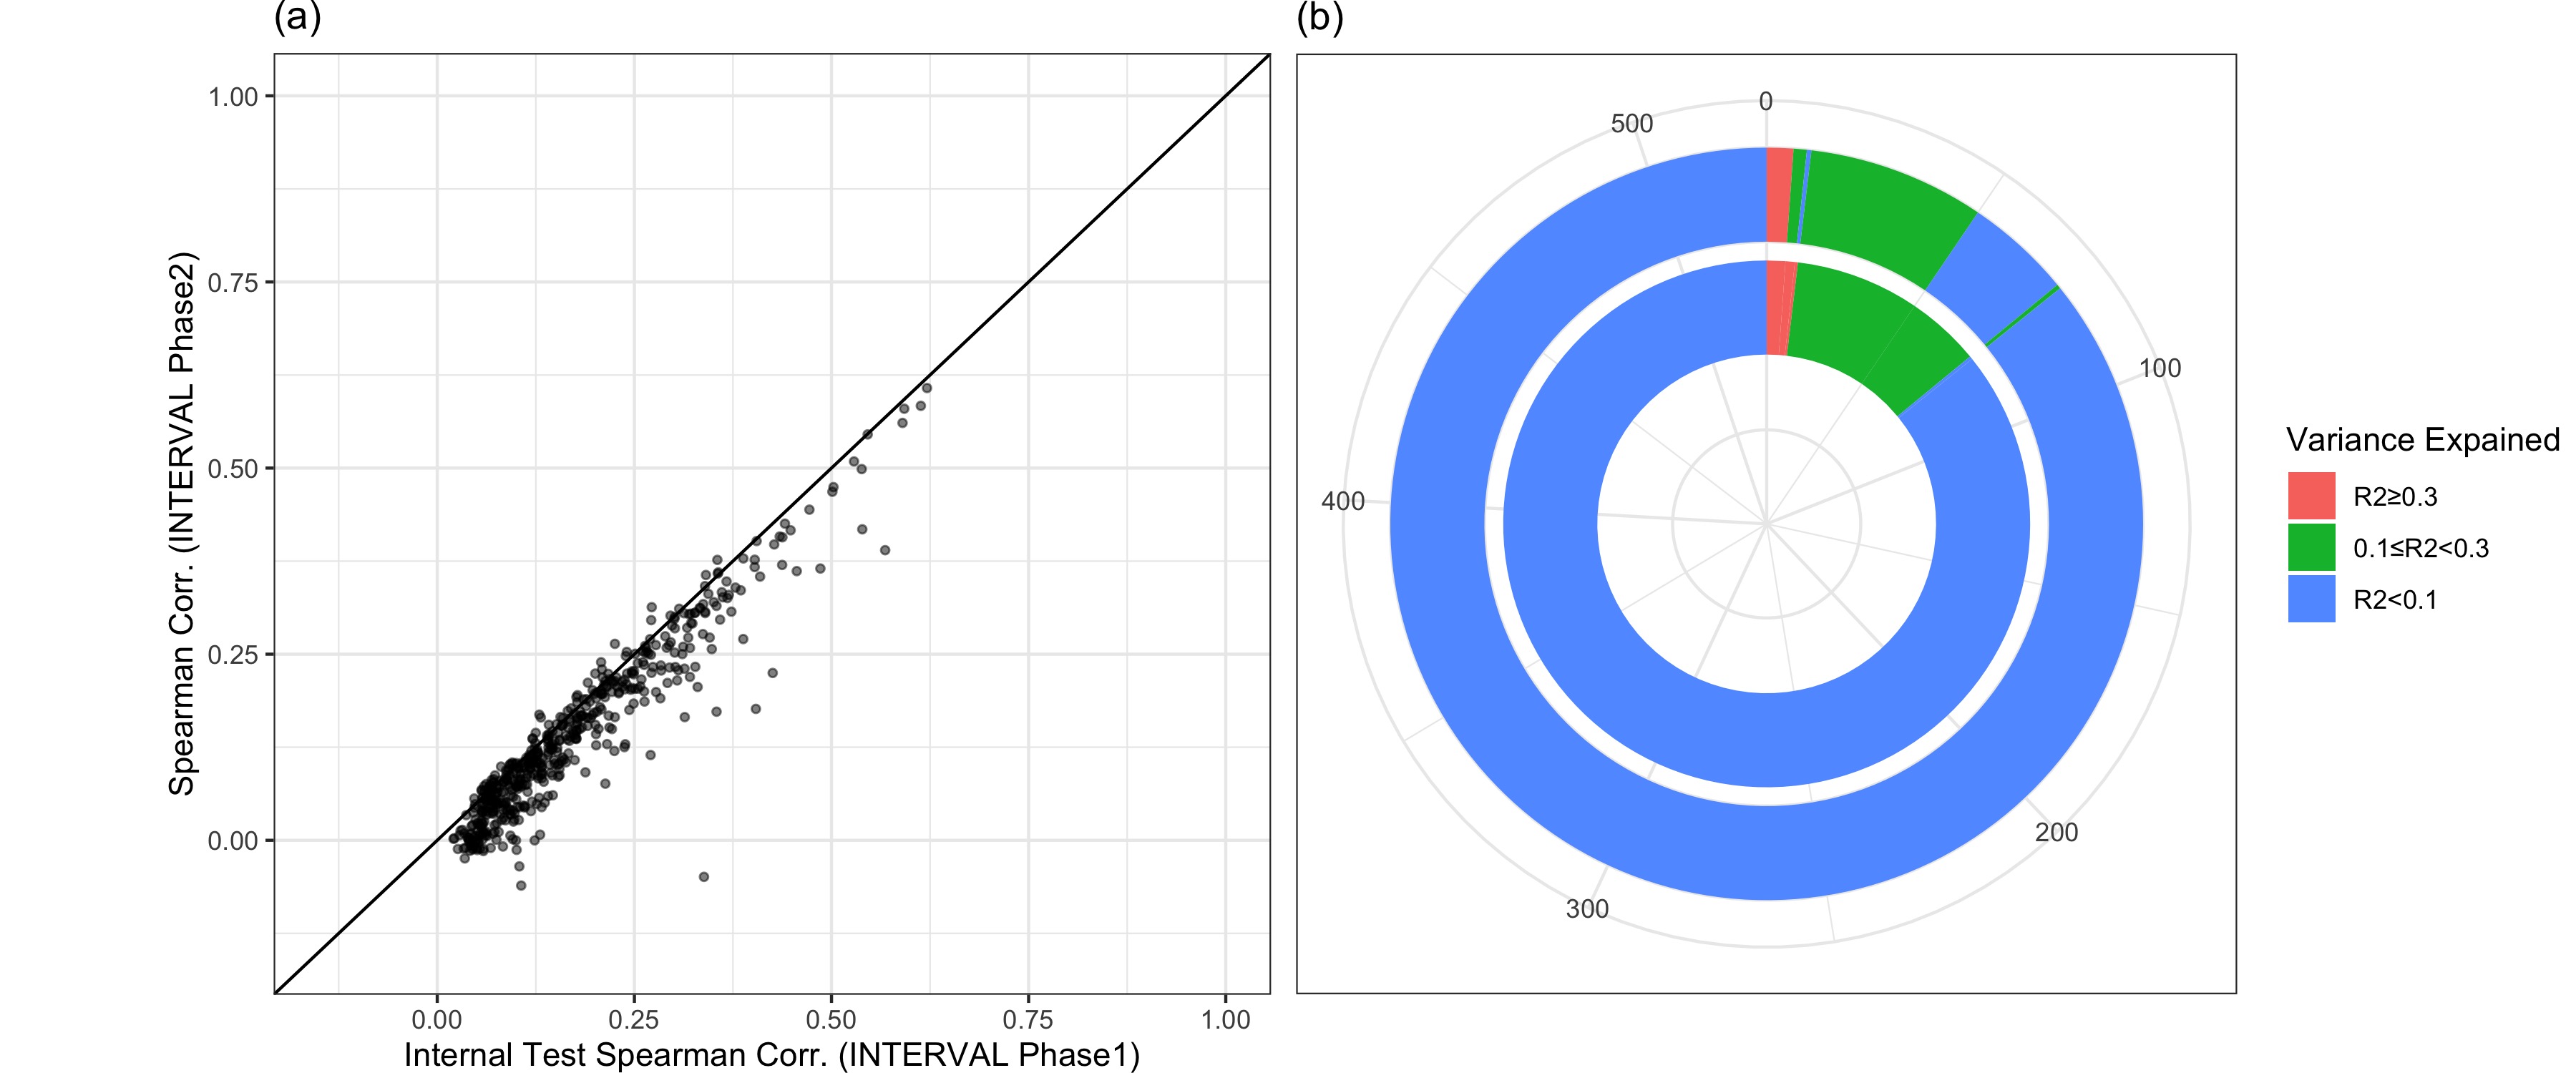 (a)
1.00
0.75
0.50
0.25
0.00
Spearman Corr. (INTERVAL Phase2)
0.00 0.25 0.50 0.75 1.00
Internal Test Spearman Corr. (INTERVAL Phase1)
(b)
0
100
200
300
400
500
Variance Expained
R2≥0.3
0.1≤R2<0.3
R2<0.1